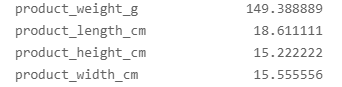 product_weight_g 149.388889
product_length_cm 18.611111
product_height_cm 15.222222
product_width_cm 15.555556